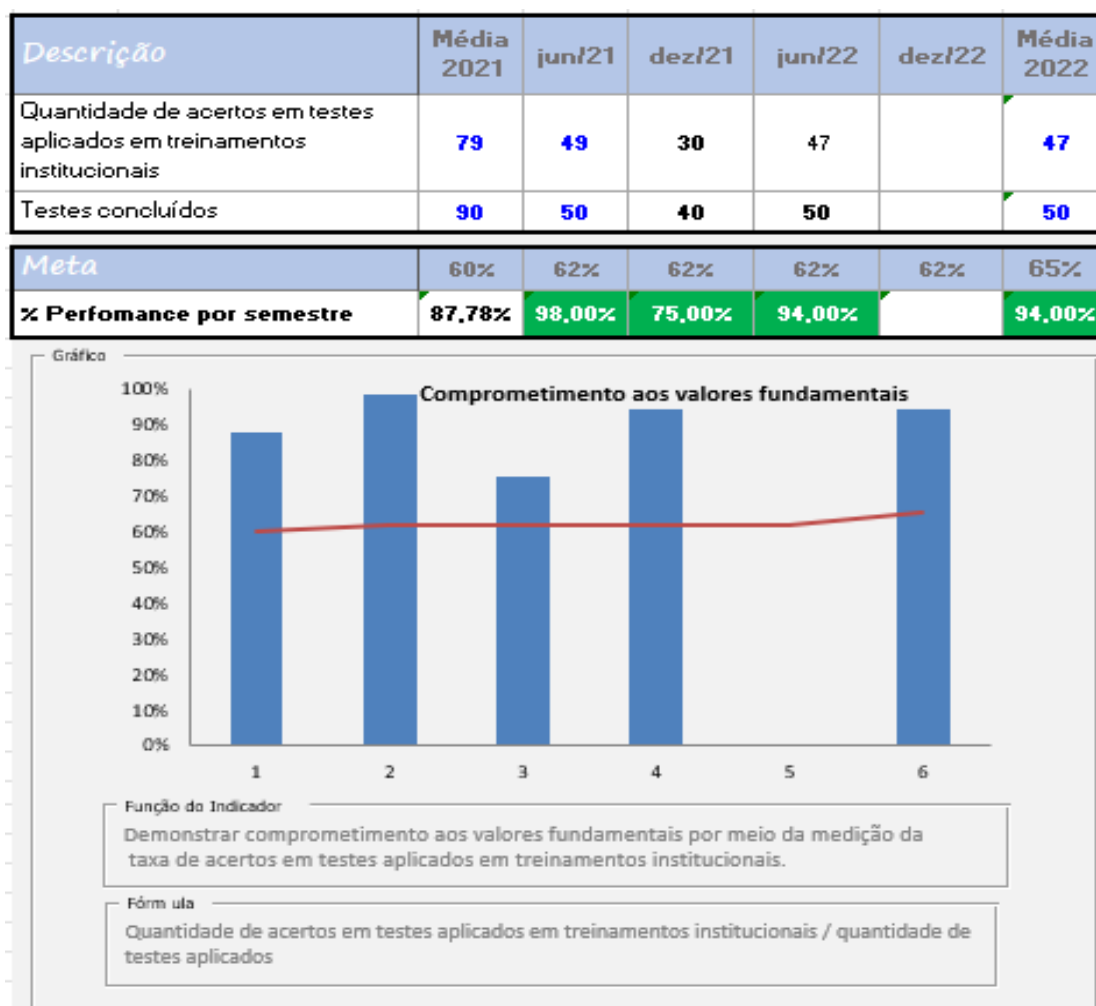 Descrição Média 2021 jun/21 dez/21 jun/22 dez/22 Média 2022
Quantidade de acertos em testes
aplicados em treinamentos
institucionais
79 49 30 47 47
Testes concluídos 90 50 40 50 50
Meta 60% 62% 62% 62% 62% 65%
% Perfomance por semestre 87,78% 98,00% 75,00% 94,00% 94,00%
Gráfico
Comprometimento aos valores fundamentais
100%
90%
80%
70%
60%
50%
40%
30%
20%
10%
0%
1 2 3 4 5 6
Função do Indicador
Demonstrar comprometimento aos valores fundamentais por meio da medição da
taxa de acertos em testes aplicados em treinamentos institucionais.
Fórm ula
Quantidade de acertos em testes aplicados em treinamentos institucionais / quantidade de
testes aplicados